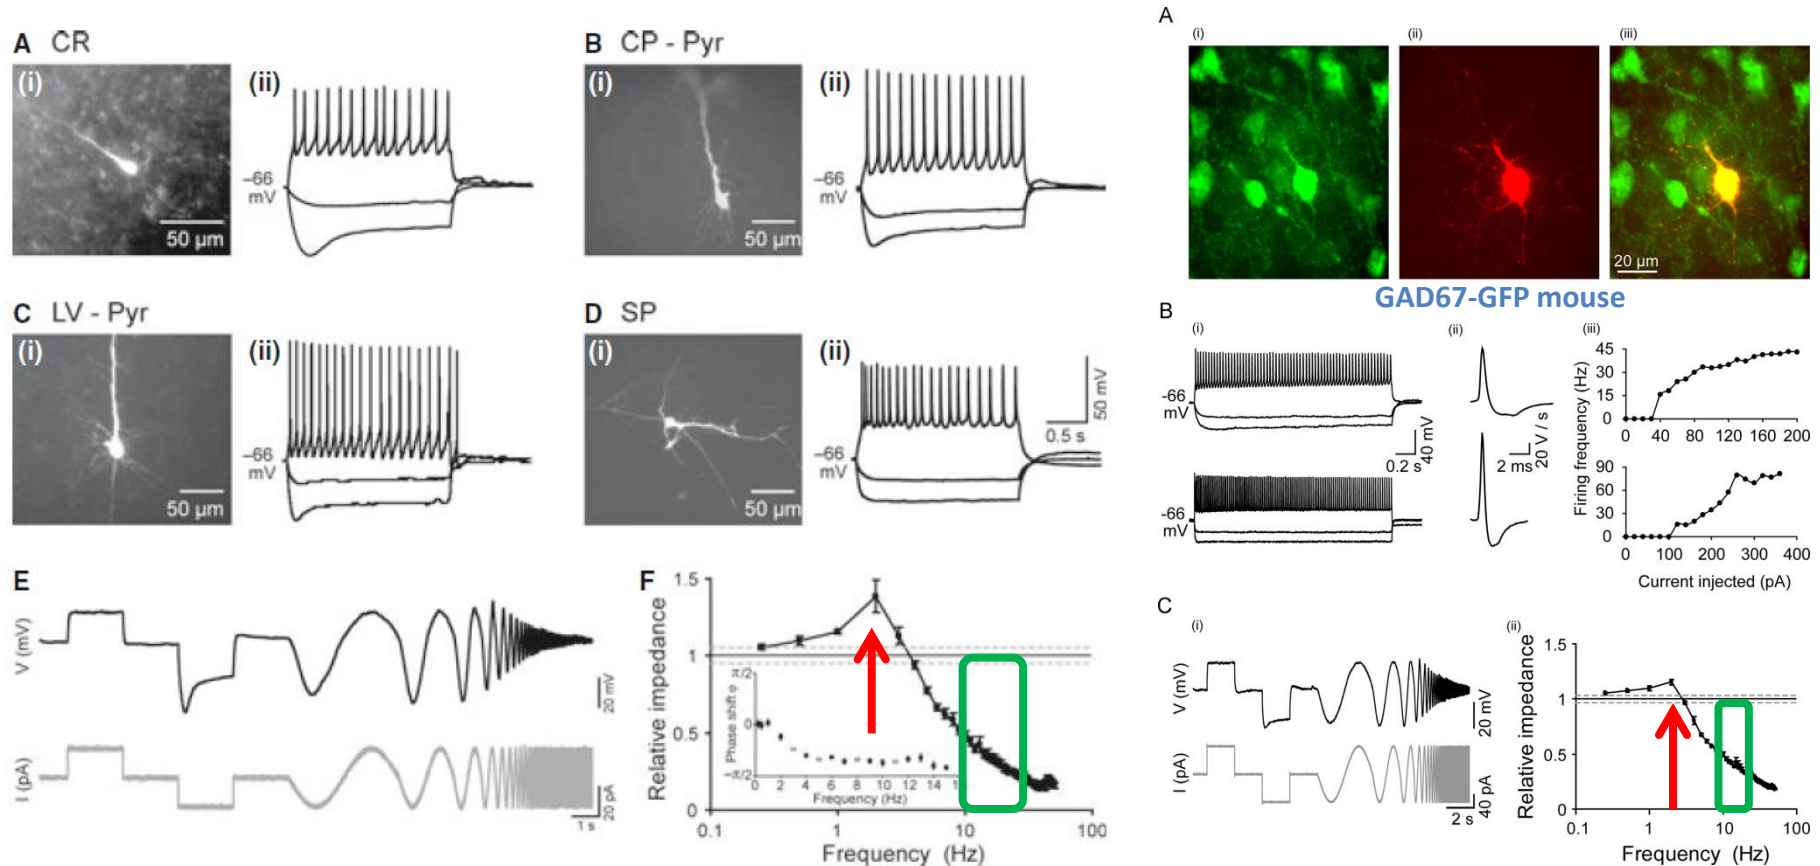 A CR
(i)
(ii)
–66
mV
50 µm
B CP - Pyr
(i)
(ii)
–66
mV
50 µm
C LV - Pyr
(i)
(ii)
–66
mV
50 µm
D SP
(i)
(ii)
–66
mV
50 µm
50 mV
0.5 s
E
V (mV)
20 mV
I (pA)
20 pA
1 s
F
Relative impedance
1.5
1
0.5
0
0.1
1
10
100
Frequency (Hz)
Phase shift φ
π/2
0
–π/2
0 2 4 6 8 10 12 14
Frequency (Hz)
A
(i)
(ii)
(iii)
20 µm
GAD67-GFP mouse
B
(i)
(ii)
(iii)
-66
mV
0.2 s
40 mV
-66
mV
2 ms
20 V / s
Firing frequency (Hz)
45
30
15
0
0 40 80 120 160 200
90
60
30
0
0 100 200 300 400
Current injected (pA)
C
(i)
(ii)
V (mV)
20 mV
I (pA)
40 pA
2 s
Relative impedance
1.5
1
0.5
0
0.1 1 10 100
Frequency (Hz)